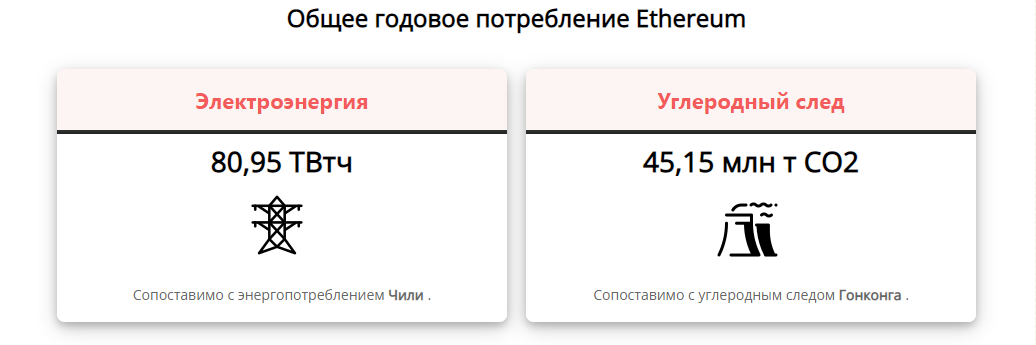 Общее годовое потребление Ethereum
Электроэнергия
80,95 ТВтч
Сопоставимо с энергопотреблением Чили .
Углеродный след
45,15 млн т CO2
Сопоставимо с углеродным следом Гонконга .